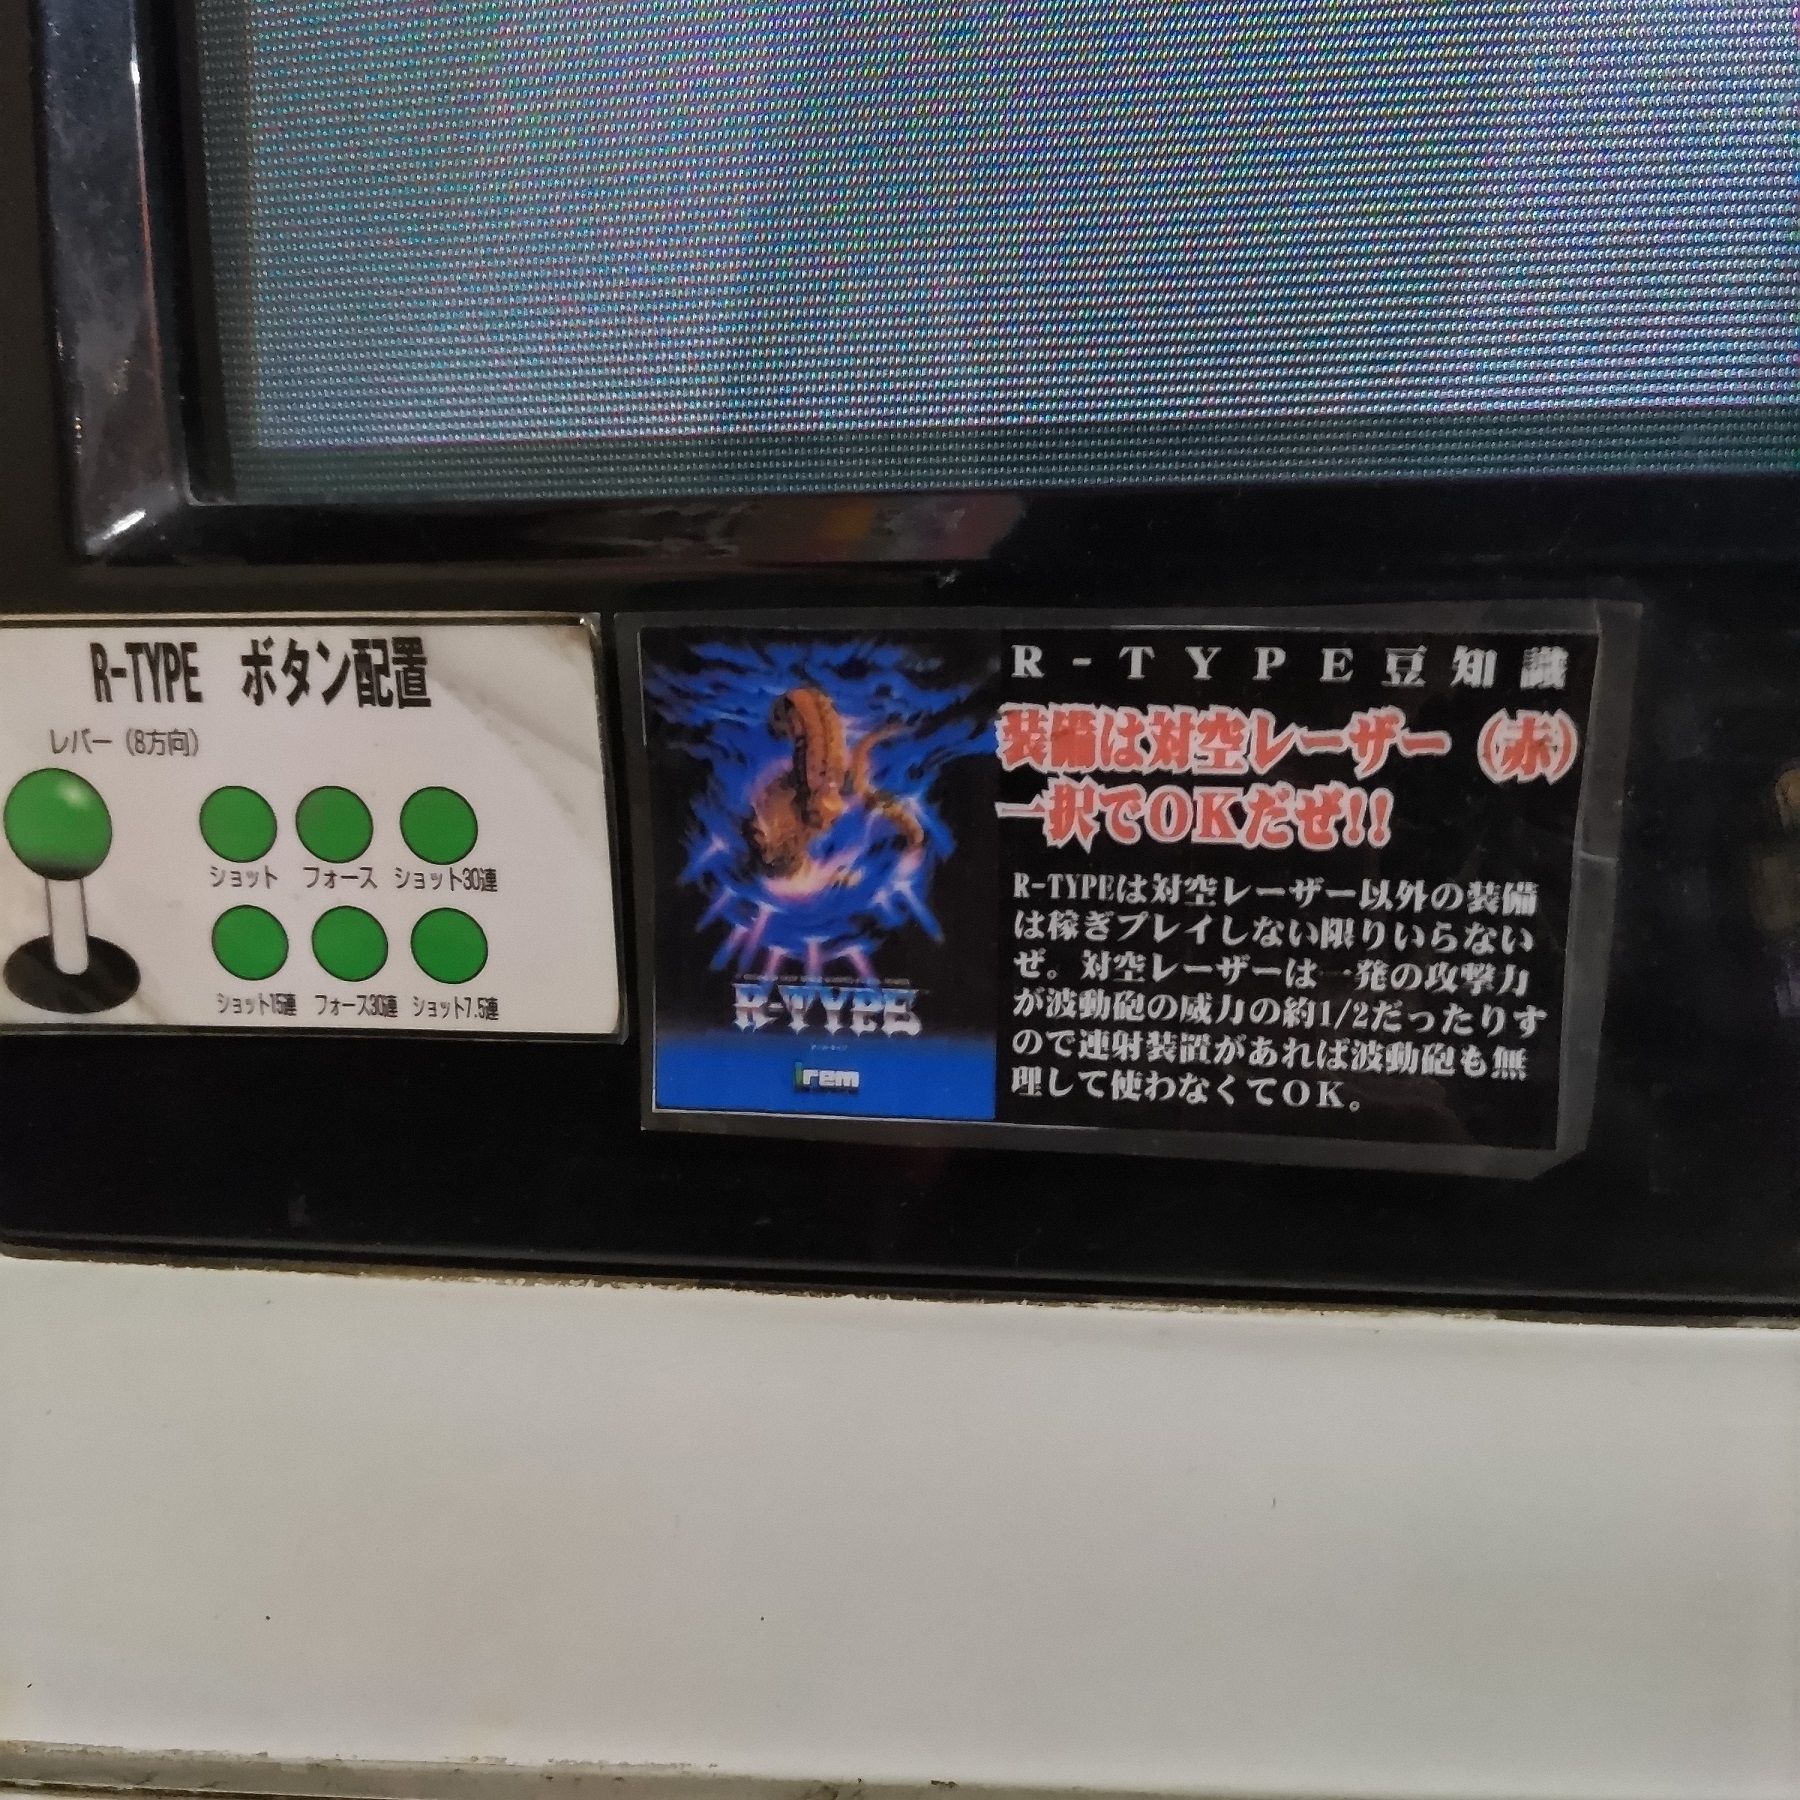 R-TYPE ボタン配置
レバー（8方向）
ショット フォース ショット30連
ショット15連 フォース30連 ショット7.5連
R-TYPE豆知識
装備は対空レーザー（赤）
一択でOKだぜ!!
R-TYPEは対空レーザー以外の装備
は稼ぎプレイしない限りいらない
ぜ。対空レーザーは一発の攻撃力
が波動砲の威力の約1/2だったりす
ので連射装置があれば波動砲も無
理して使わなくてOK。
R-TYPE
irem